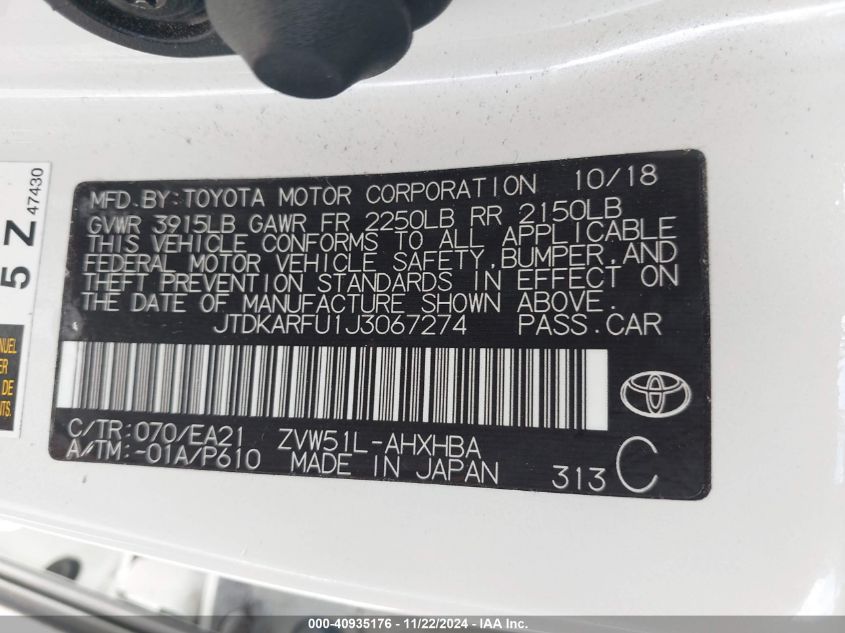 MFD. BY: TOYOTA MOTOR CORPORATION 10/18
GVWR 3915LB GAWR FR 2250LB RR 2150LB
THIS VEHICLE CONFORMS TO ALL APPLICABLE
FEDERAL MOTOR VEHICLE SAFETY, BUMPER, AND
THEFT PREVENTION STANDARDS IN EFFECT ON
THE DATE OF MANUFACTURE SHOWN ABOVE.
JTDKARFU1J3067274 PASS. CAR
C/TR: 070/EA21 ZVW51L-AHXHBA
A/TM: -01A/P610 MADE IN JAPAN 313 C
5 Z 47430
DE
000-40935176 - 11/22/2024 - IAA Inc.